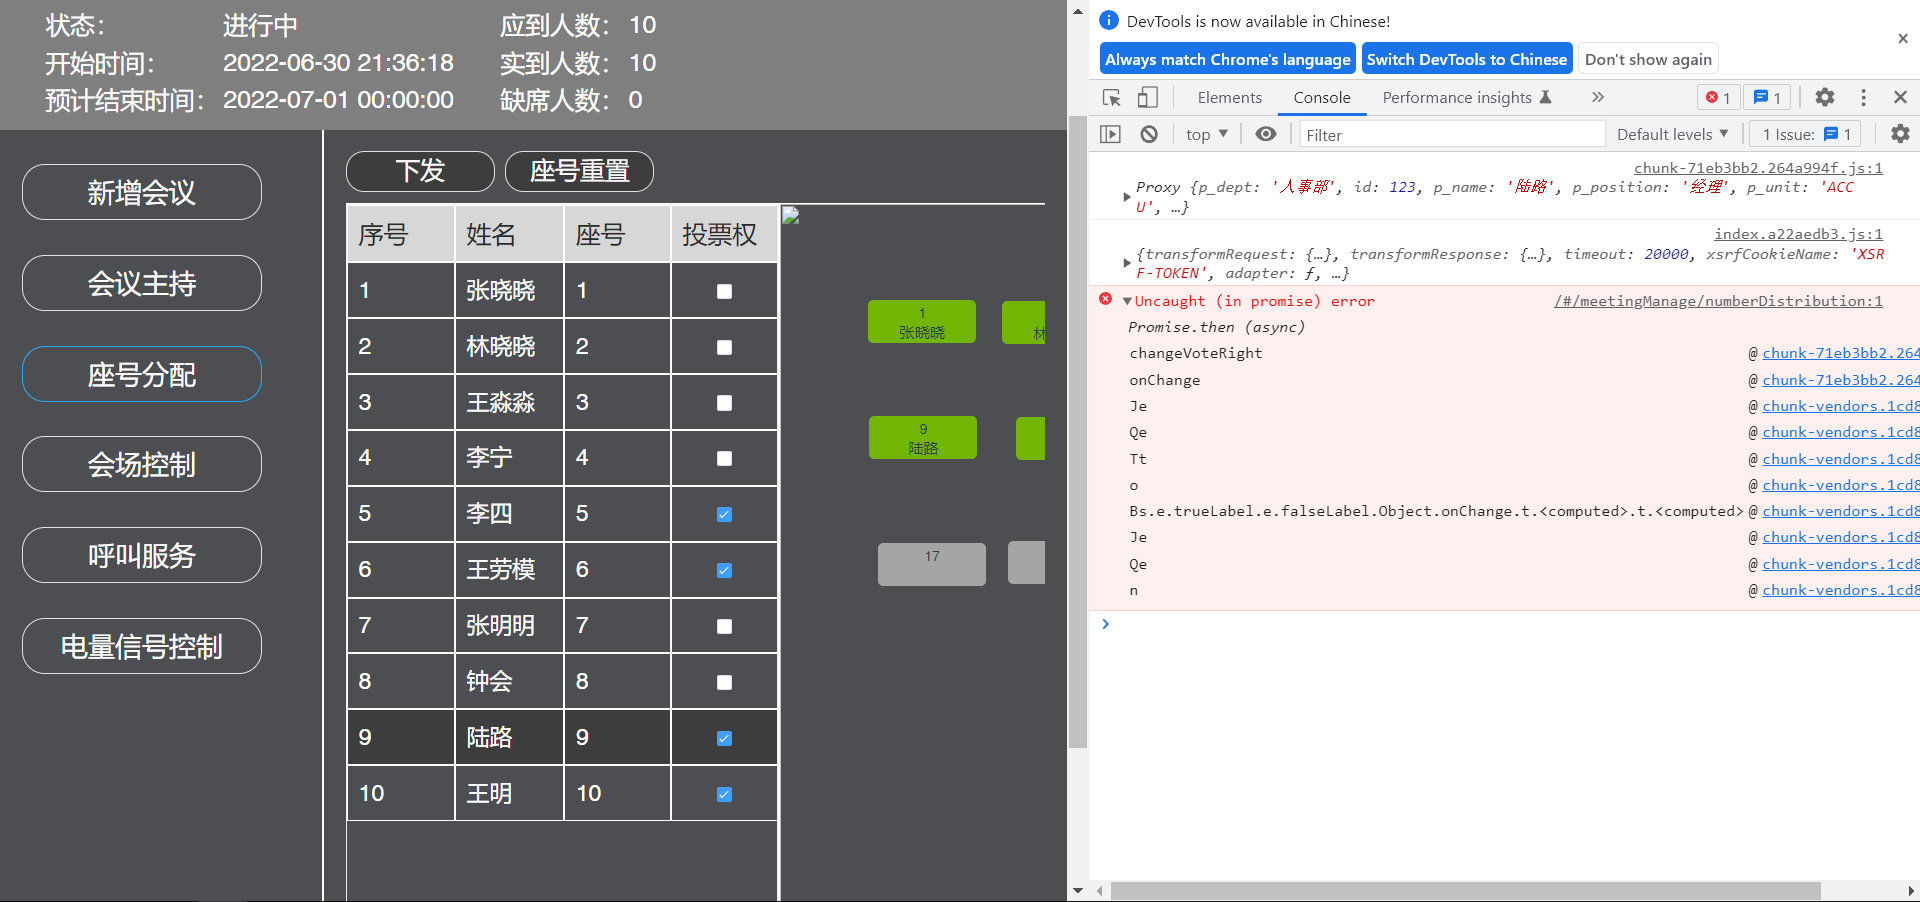 状态： 进行中 应到人数： 10
开始时间： 2022-06-30 21:36:18 实到人数： 10
预计结束时间： 2022-07-01 00:00:00 缺席人数： 0
新增会议
会议主持
座号分配
会场控制
呼叫服务
电量信号控制
下发 座号重置
序号 姓名 座号 投票权
1 张晓晓 1
2 林晓晓 2
3 王淼淼 3
4 李宁 4
5 李四 5
6 王劳模 6
7 张明明 7
8 钟会 8
9 陆路 9
10 王明 10
1
张晓晓
林
9
陆路
17
DevTools is now available in Chinese!
Always match Chrome's language Switch DevTools to Chinese Don't show again
Elements Console Performance insights 1 1
top Filter Default levels 1 Issue: 1
chunk-71eb3bb2.264a994f.js:1
Proxy {p_dept: '人事部', id: 123, p_name: '陆路', p_position: '经理', p_unit: 'ACC
U', …}
index.a22aedb3.js:1
{transformRequest: {…}, transformResponse: {…}, timeout: 20000, xsrfCookieName: 'XSR
F-TOKEN', adapter: ƒ, …}
Uncaught (in promise) error /#/meetingManage/numberDistribution:1
Promise.then (async)
changeVoteRight @ chunk-71eb3bb2.264
onChange @ chunk-71eb3bb2.264
Je @ chunk-vendors.1cd8
Qe @ chunk-vendors.1cd8
Tt @ chunk-vendors.1cd8
o @ chunk-vendors.1cd8
Bs.e.trueLabel.e.falseLabel.Object.onChange.t.<computed>.t.<computed> @ chunk-vendors.1cd8
Je @ chunk-vendors.1cd8
Qe @ chunk-vendors.1cd8
n @ chunk-vendors.1cd8